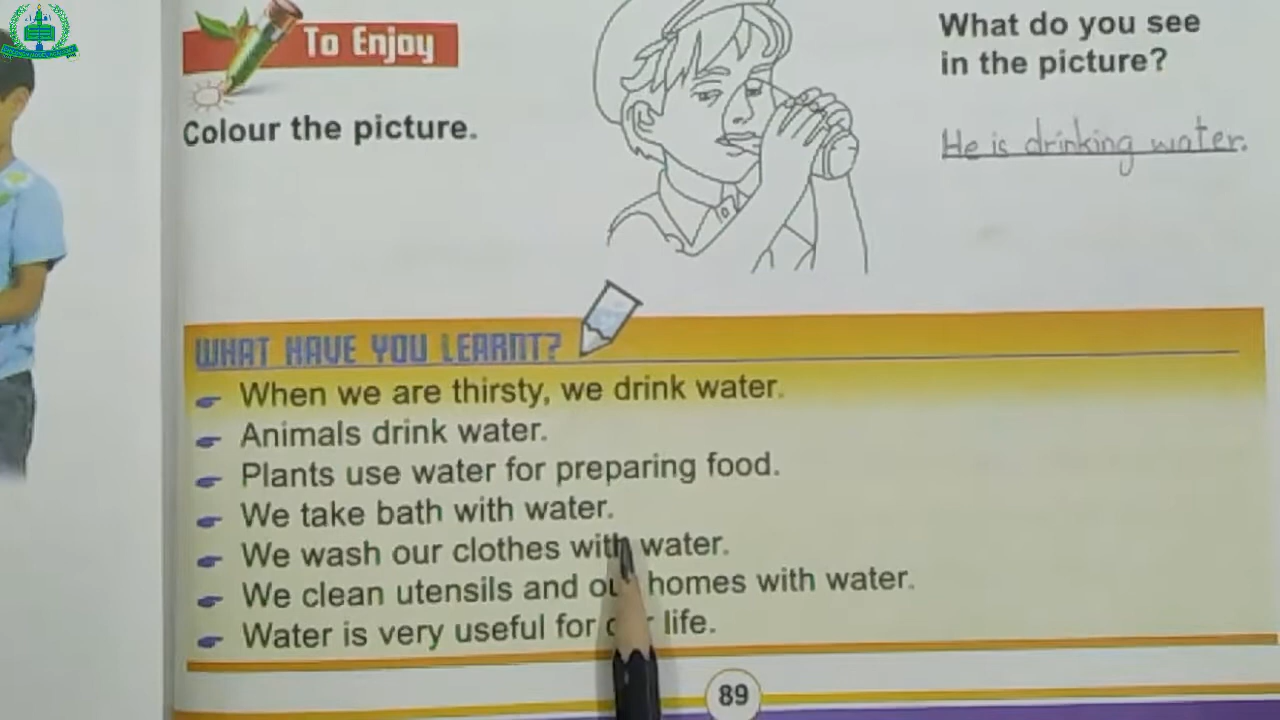 To Enjoy
Colour the picture.
What do you see
in the picture?
He is drinking water.
WHAT HAVE YOU LEARNT?
When we are thirsty, we drink water.
Animals drink water.
Plants use water for preparing food.
We take bath with water.
We wash our clothes with water.
We clean utensils and our homes with water.
Water is very useful for our life.
89